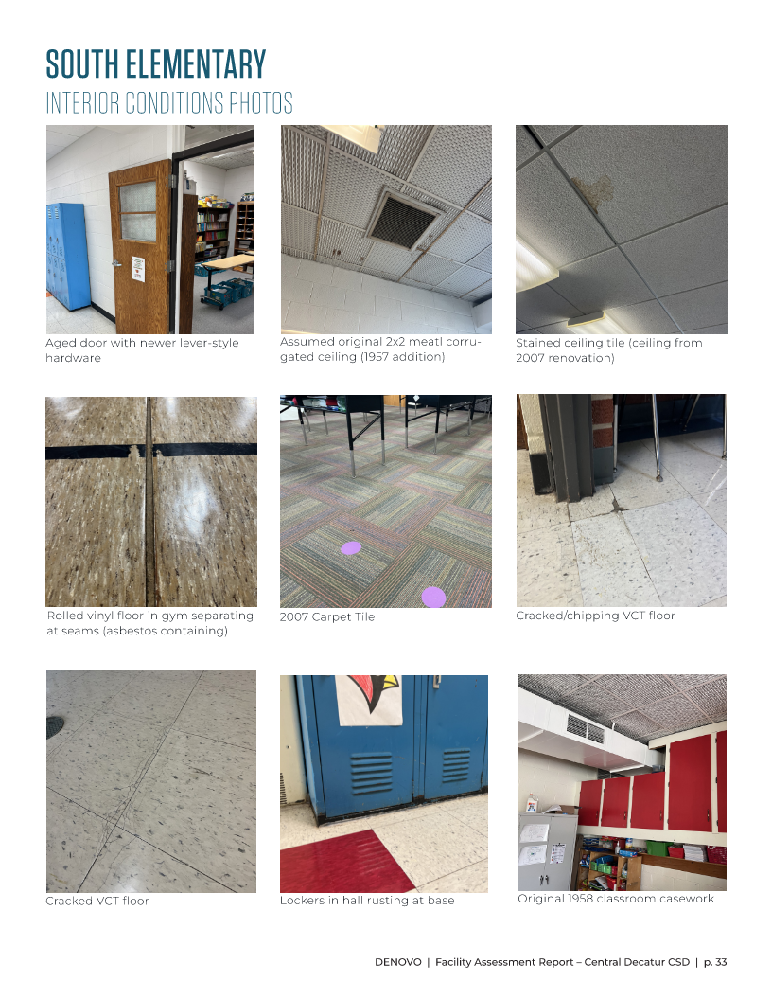 SOUTH ELEMENTARY
INTERIOR CONDITIONS PHOTOS
Aged door with newer lever-style
hardware
Assumed original 2x2 meatl corru-
gated ceiling (1957 addition)
Stained ceiling tile (ceiling from
2007 renovation)
Rolled vinyl floor in gym separating
at seams (asbestos containing)
2007 Carpet Tile
Cracked/chipping VCT floor
Cracked VCT floor
Lockers in hall rusting at base
Original 1958 classroom casework
DENOVO | Facility Assessment Report – Central Decatur CSD | p. 33